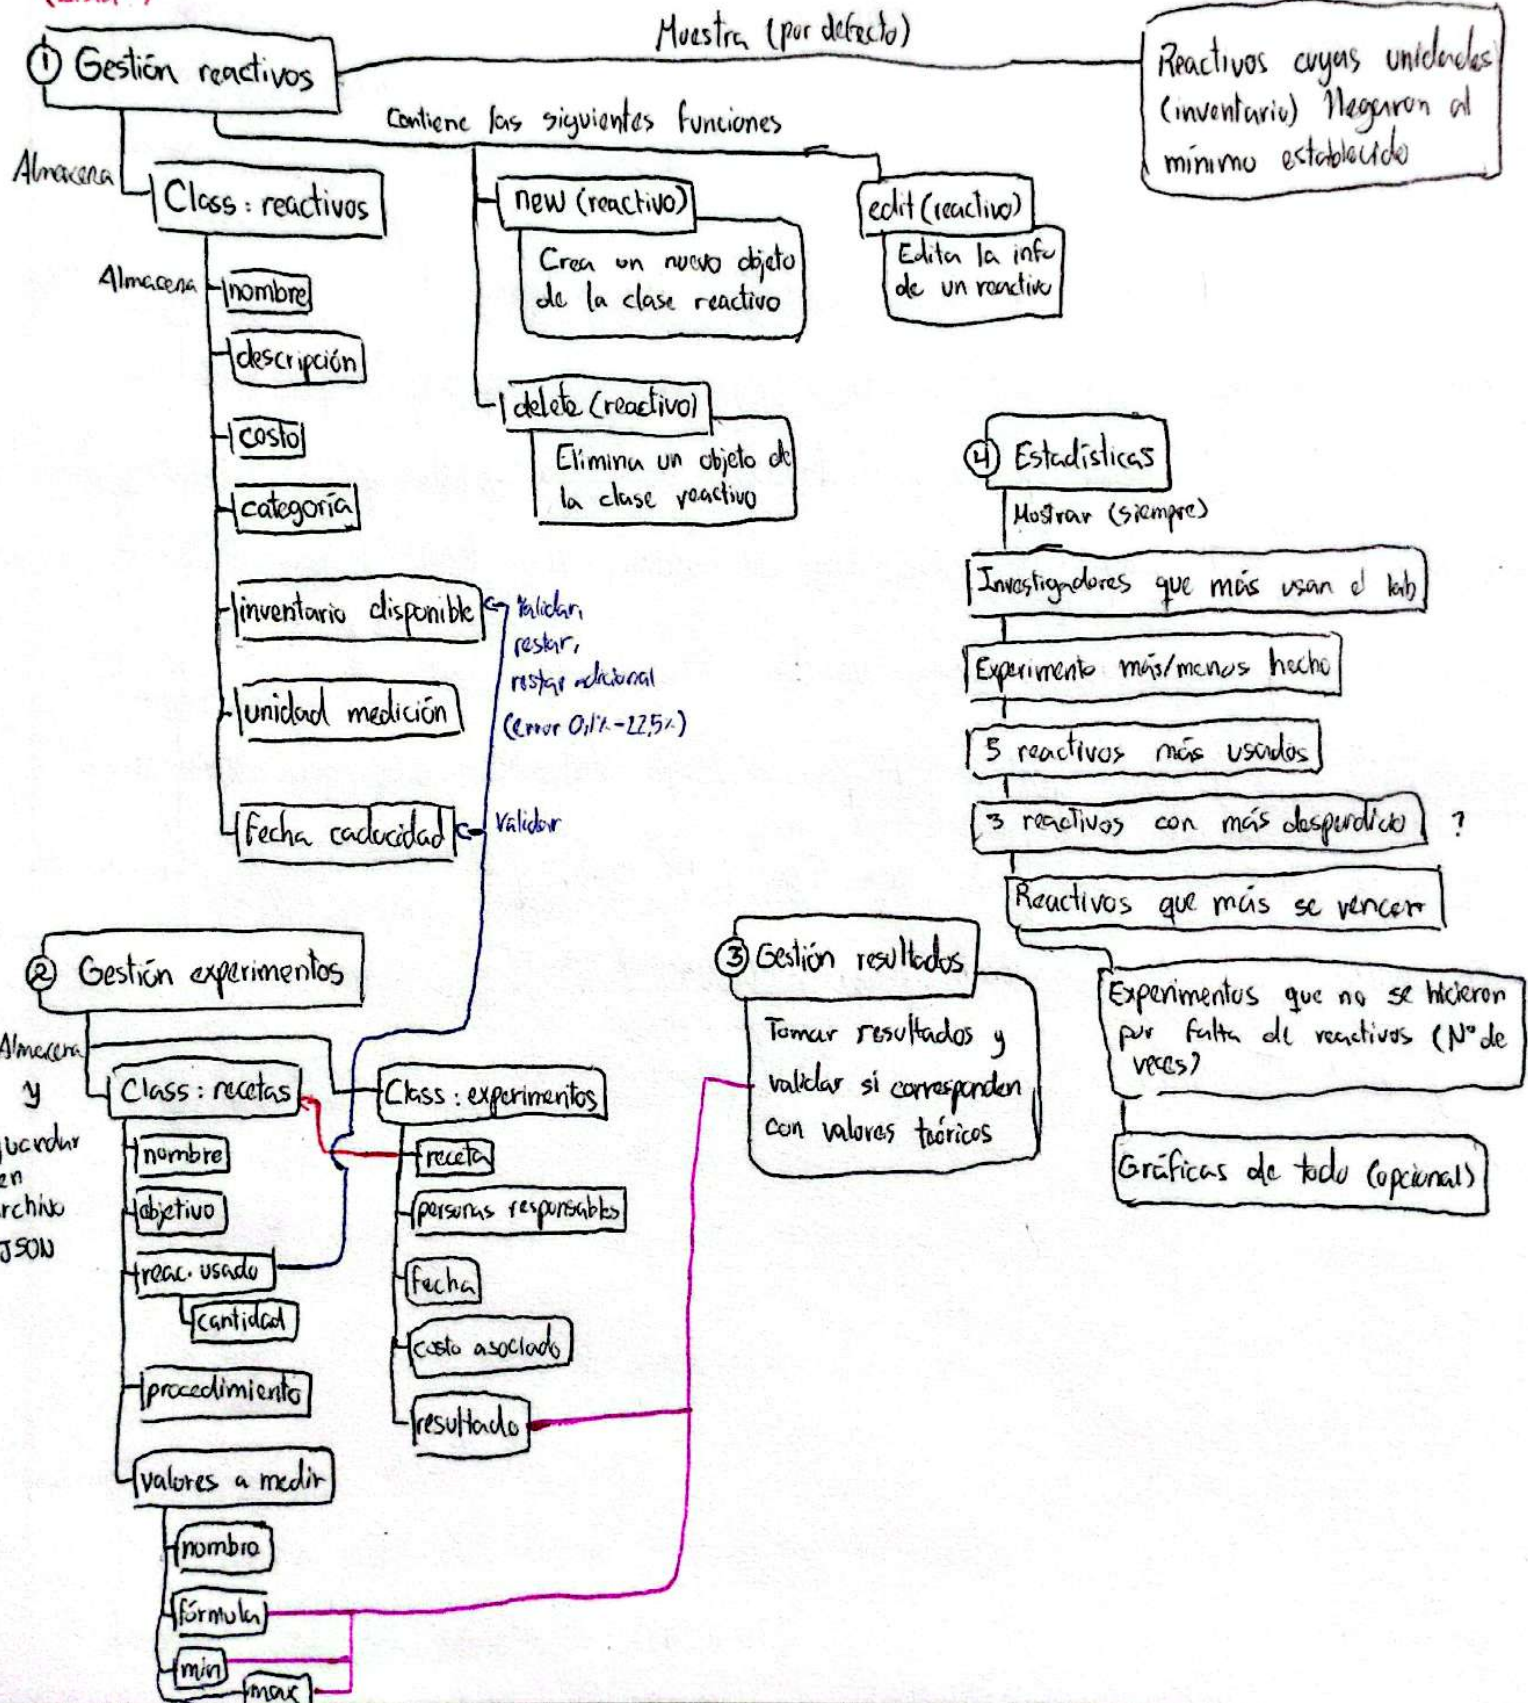 ① Gestión reactivos
Muestra (por defecto)
Reactivos cuyas unidades
(inventario) llegaron al
mínimo establecido
Contiene las siguientes funciones
Almacena
Class: reactivos
Almacena
nombre
descripción
costo
categoría
inventario disponible
unidad medición
fecha caducidad
new (reactivo)
Crea un nuevo objeto
de la clase reactivo
delete (reactivo)
Elimina un objeto de
la clase reactivo
edit (reactivo)
Edita la info
de un reactivo
Validar,
restar,
restar adicional
(error 0,1%-22,5%)
Validar
② Gestión experimentos
Almacena
y
guardar
en
archivo
JSON
Class: recetas
nombre
objetivo
reac. usado
cantidad
procedimiento
valores a medir
nombre
fórmula
min
max
Class: experimentos
receta
personas responsables
fecha
costo asociado
resultado
③ Gestión resultados
Tomar resultados y
validar si corresponden
con valores teóricos
④ Estadísticas
Mostrar (siempre)
Investigadores que más usan el lab
Experimento más/menos hecho
5 reactivos más usados
3 reactivos con más desperdicio ?
Reactivos que más se vencen
Experimentos que no se hicieron
por falta de reactivos (N° de
veces)
Gráficas de todo (opcional)